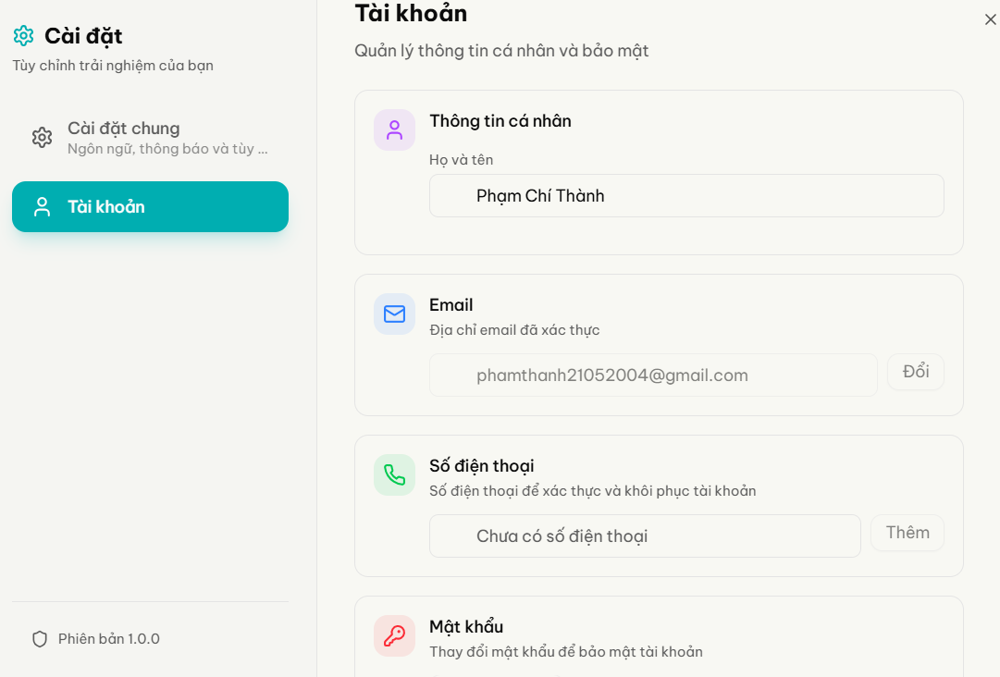 Cài đặt
Tùy chỉnh trải nghiệm của bạn
Cài đặt chung
Ngôn ngữ, thông báo và tùy ...
Tài khoản
Phiên bản 1.0.0
Tài khoản
Quản lý thông tin cá nhân và bảo mật
Thông tin cá nhân
Họ và tên
Phạm Chí Thành
Email
Địa chỉ email đã xác thực
phamthanh21052004@gmail.com
Đổi
Số điện thoại
Số điện thoại để xác thực và khôi phục tài khoản
Chưa có số điện thoại
Thêm
Mật khẩu
Thay đổi mật khẩu để bảo mật tài khoản